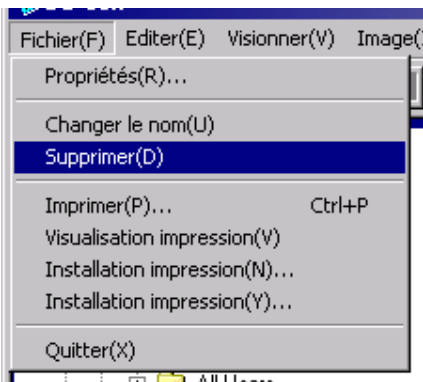 Fichier(F) Editer(E) Visionner(V) Image(
Propriétés(R)...
Changer le nom(U)
Supprimer(D)
Imprimer(P)... Ctrl+P
Visualisation impression(V)
Installation impression(N)...
Installation impression(Y)...
Quitter(X)